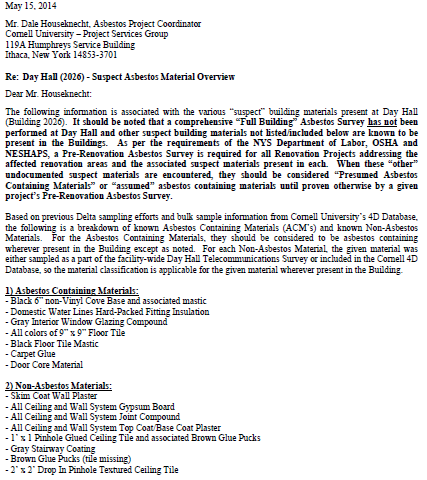 May 15, 2014
Mr. Dale Houseknecht, Asbestos Project Coordinator
Cornell University – Project Services Group
119A Humphreys Service Building
Ithaca, New York 14853-3701
Re: Day Hall (2026) - Suspect Asbestos Material Overview
Dear Mr. Houseknecht:
The following information is associated with the various “suspect” building materials present at Day Hall
(Building 2026). It should be noted that a comprehensive “Full Building” Asbestos Survey has not been
performed at Day Hall and other suspect building materials not listed/included below are known to be
present in the Buildings. As per the requirements of the NYS Department of Labor, OSHA and
NESHAPS, a Pre-Renovation Asbestos Survey is required for all Renovation Projects addressing the
affected renovation areas and the associated suspect materials present in each. When these “other”
undocumented suspect materials are encountered, they should be considered “Presumed Asbestos
Containing Materials” or “assumed” asbestos containing materials until proven otherwise by a given
project’s Pre-Renovation Asbestos Survey.
Based on previous Delta sampling efforts and bulk sample information from Cornell University’s 4D Database,
the following is a breakdown of known Asbestos Containing Materials (ACM’s) and known Non-Asbestos
Materials. For the Asbestos Containing Materials, they should be considered to be asbestos containing
wherever present in the Building except as noted. For each Non-Asbestos Material, the given material was
either sampled as a part of the facility-wide Day Hall Telecommunications Survey or included in the Cornell 4D
Database, so the material classification is applicable for the given material wherever present in the Building.
1) Asbestos Containing Materials:
- Black 6” non-Vinyl Cove Base and associated mastic
- Domestic Water Lines Hard-Packed Fitting Insulation
- Gray Interior Window Glazing Compound
- All colors of 9” x 9” Floor Tile
- Black Floor Tile Mastic
- Carpet Glue
- Door Core Material
2) Non-Asbestos Materials:
- Skim Coat Wall Plaster
- All Ceiling and Wall System Gypsum Board
- All Ceiling and Wall System Joint Compound
- All Ceiling and Wall System Top Coat/Base Coat Plaster
- 1’ x 1 Pinhole Glued Ceiling Tile and associated Brown Glue Pucks
- Gray Stairway Coating
- Brown Glue Pucks (tile missing)
- 2’ x 2’ Drop In Pinhole Textured Ceiling Tile